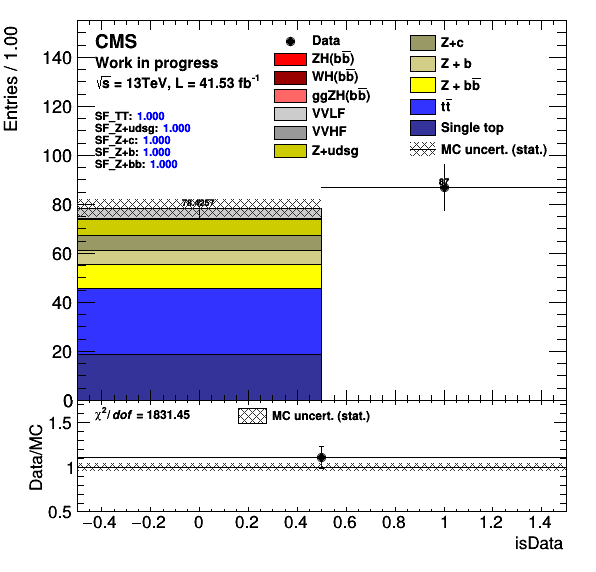 CMS
Work in progress
√s = 13TeV, L = 41.53 fb⁻¹
SF_TT: 1.000
SF_Z+udsg: 1.000
SF_Z+c: 1.000
SF_Z+b: 1.000
SF_Z+bb: 1.000
Data
ZH(bb̅)
WH(bb̅)
ggZH(bb̅)
VVLF
VVHF
Z+udsg
Z+c
Z + b
Z + bb̅
tt̅
Single top
MC uncert. (stat.)
Entries / 1.00
140
120
100
80
60
40
20
0
78.4257
87
χ²/dof = 1831.45
MC uncert. (stat.)
Data/MC
1.5
1
0.5
−0.4 −0.2 0 0.2 0.4 0.6 0.8 1 1.2 1.4
isData